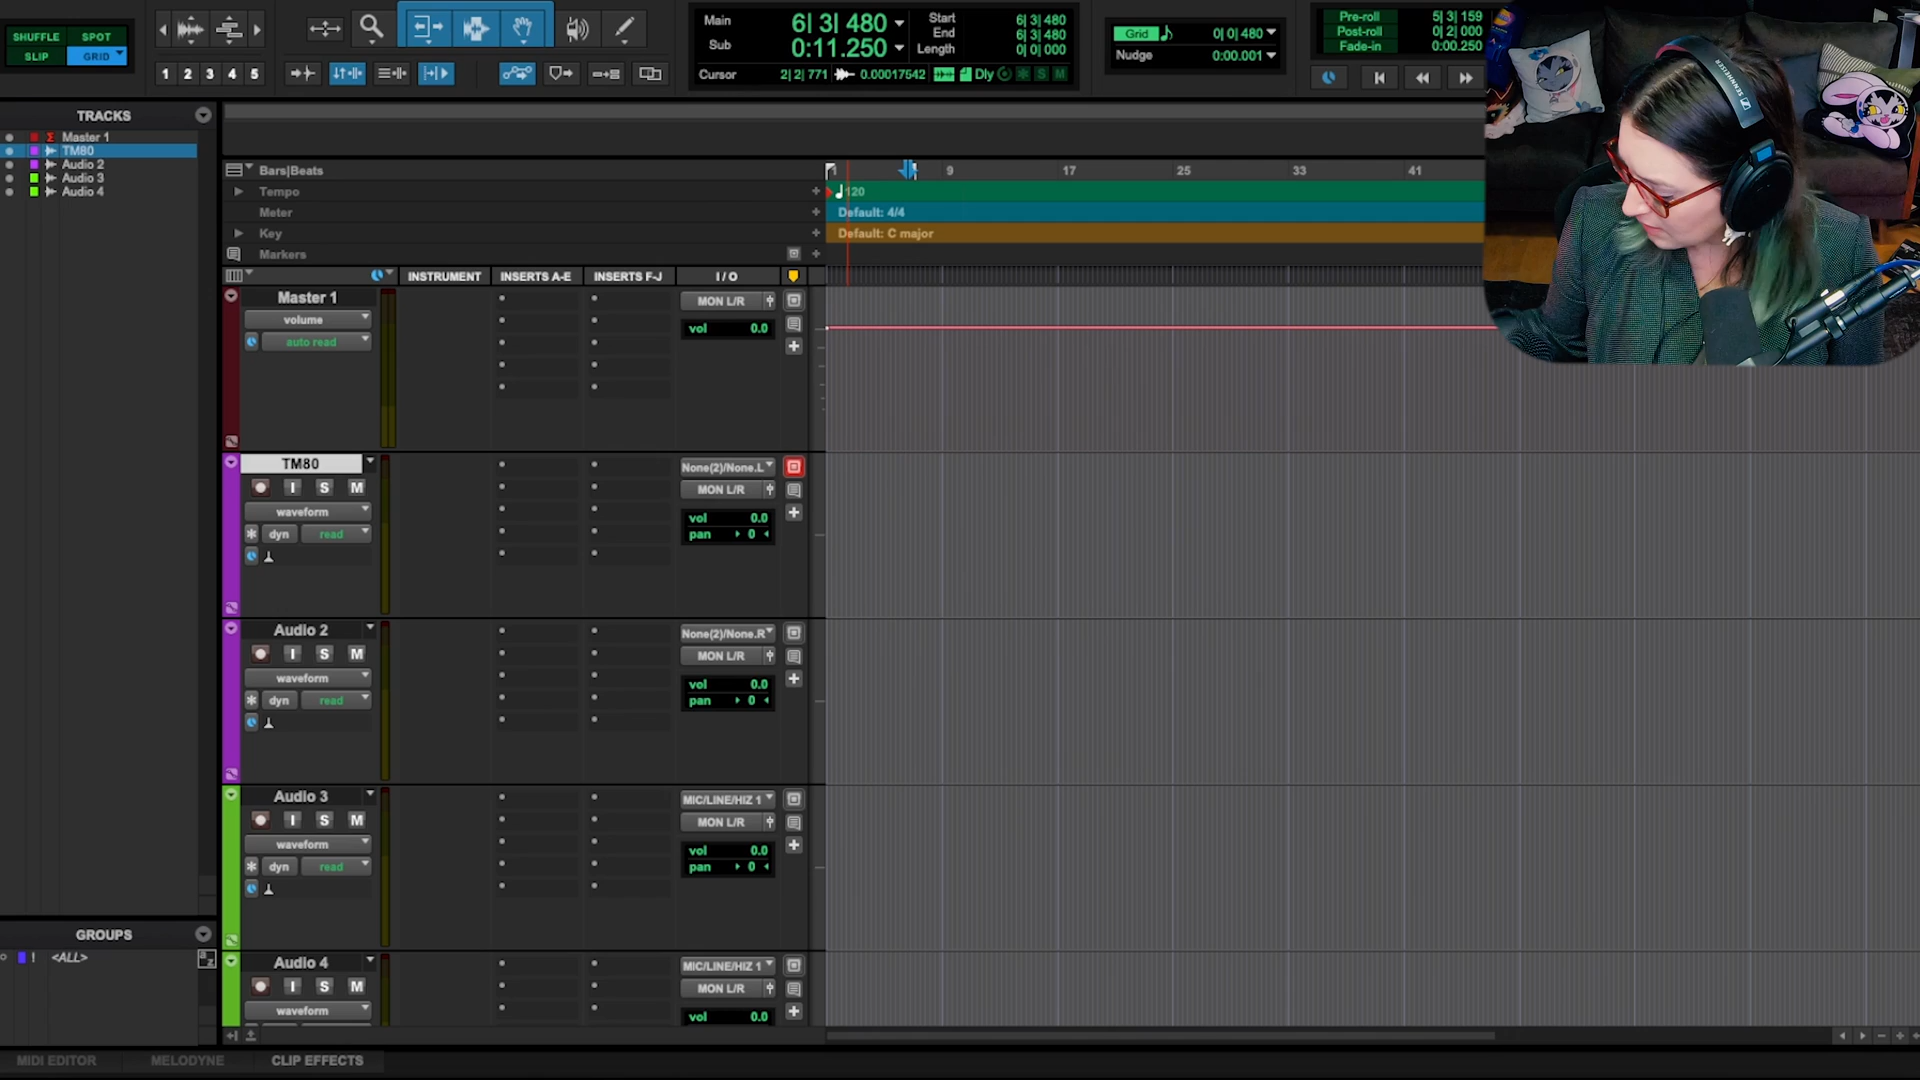 SHUFFLE SPOT
SLIP GRID
1 2 3 4 5
Main 6| 3| 480
Sub 0:11.250
Start 6| 3| 480
End 6| 3| 480
Length 0| 0| 000
Cursor 2| 2| 771 0.00017542 Dly S M
Grid 0| 0| 480
Nudge 0:00.001
Pre-roll 5| 3| 159
Post-roll 0| 2| 000
Fade-in 0:00.250
SENNHEISER
TRACKS
Master 1
TM80
Audio 2
Audio 3
Audio 4
Bars|Beats 1 9 17 25 33 41
Tempo 120
Meter Default: 4/4
Key Default: C major
Markers
INSTRUMENT INSERTS A-E INSERTS F-J I / O
Master 1 MON L/R
volume vol 0.0
auto read
TM80 None(2)/None.L
I S M MON L/R
waveform vol 0.0
dyn read pan 0
Audio 2 None(2)/None.R
I S M MON L/R
waveform vol 0.0
dyn read pan 0
Audio 3 MIC/LINE/HIZ 1
I S M MON L/R
waveform vol 0.0
dyn read pan 0
GROUPS
! <ALL> a z
Audio 4 MIC/LINE/HIZ 1
I S M MON L/R
waveform vol 0.0
MIDI EDITOR MELODYNE CLIP EFFECTS